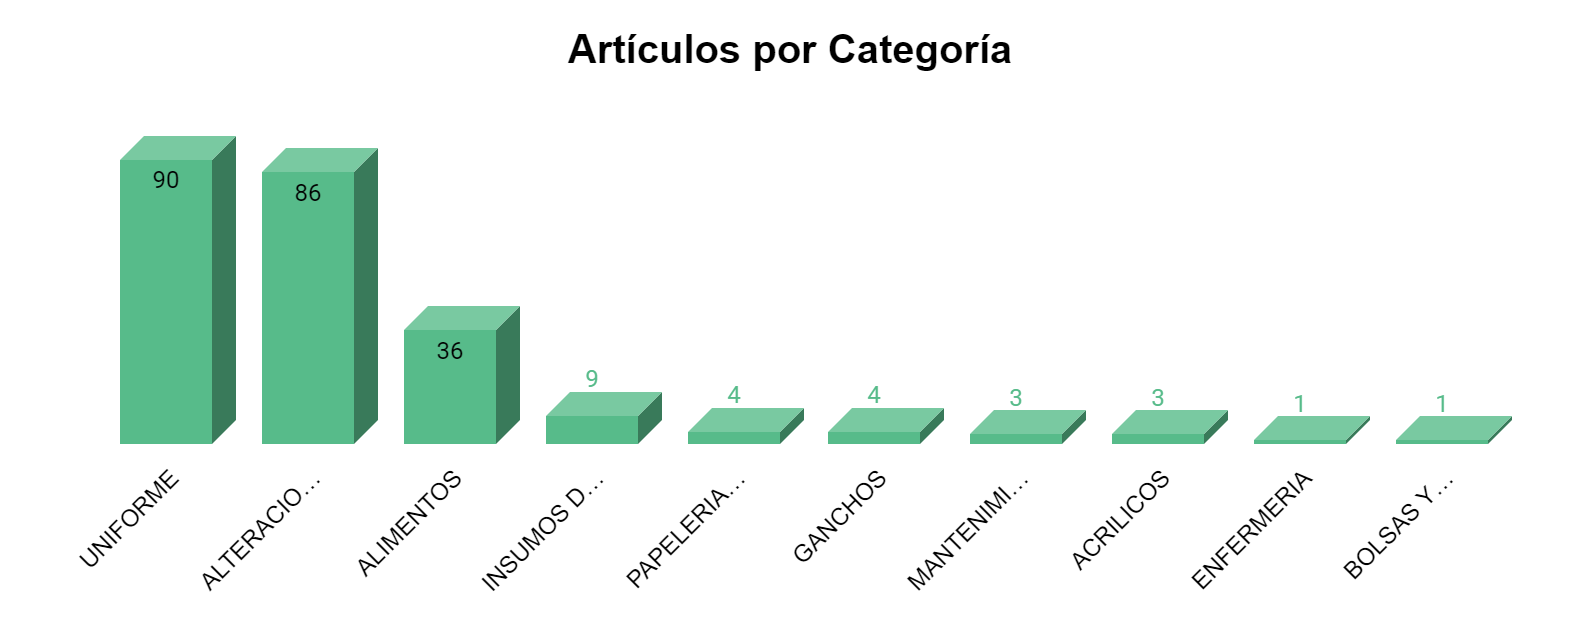 Artículos por Categoría
90
86
36
9
4
4
3
3
1
1
UNIFORME
ALTERACIO...
ALIMENTOS
INSUMOS D...
PAPELERIA...
GANCHOS
MANTENIMI...
ACRILICOS
ENFERMERIA
BOLSAS Y...